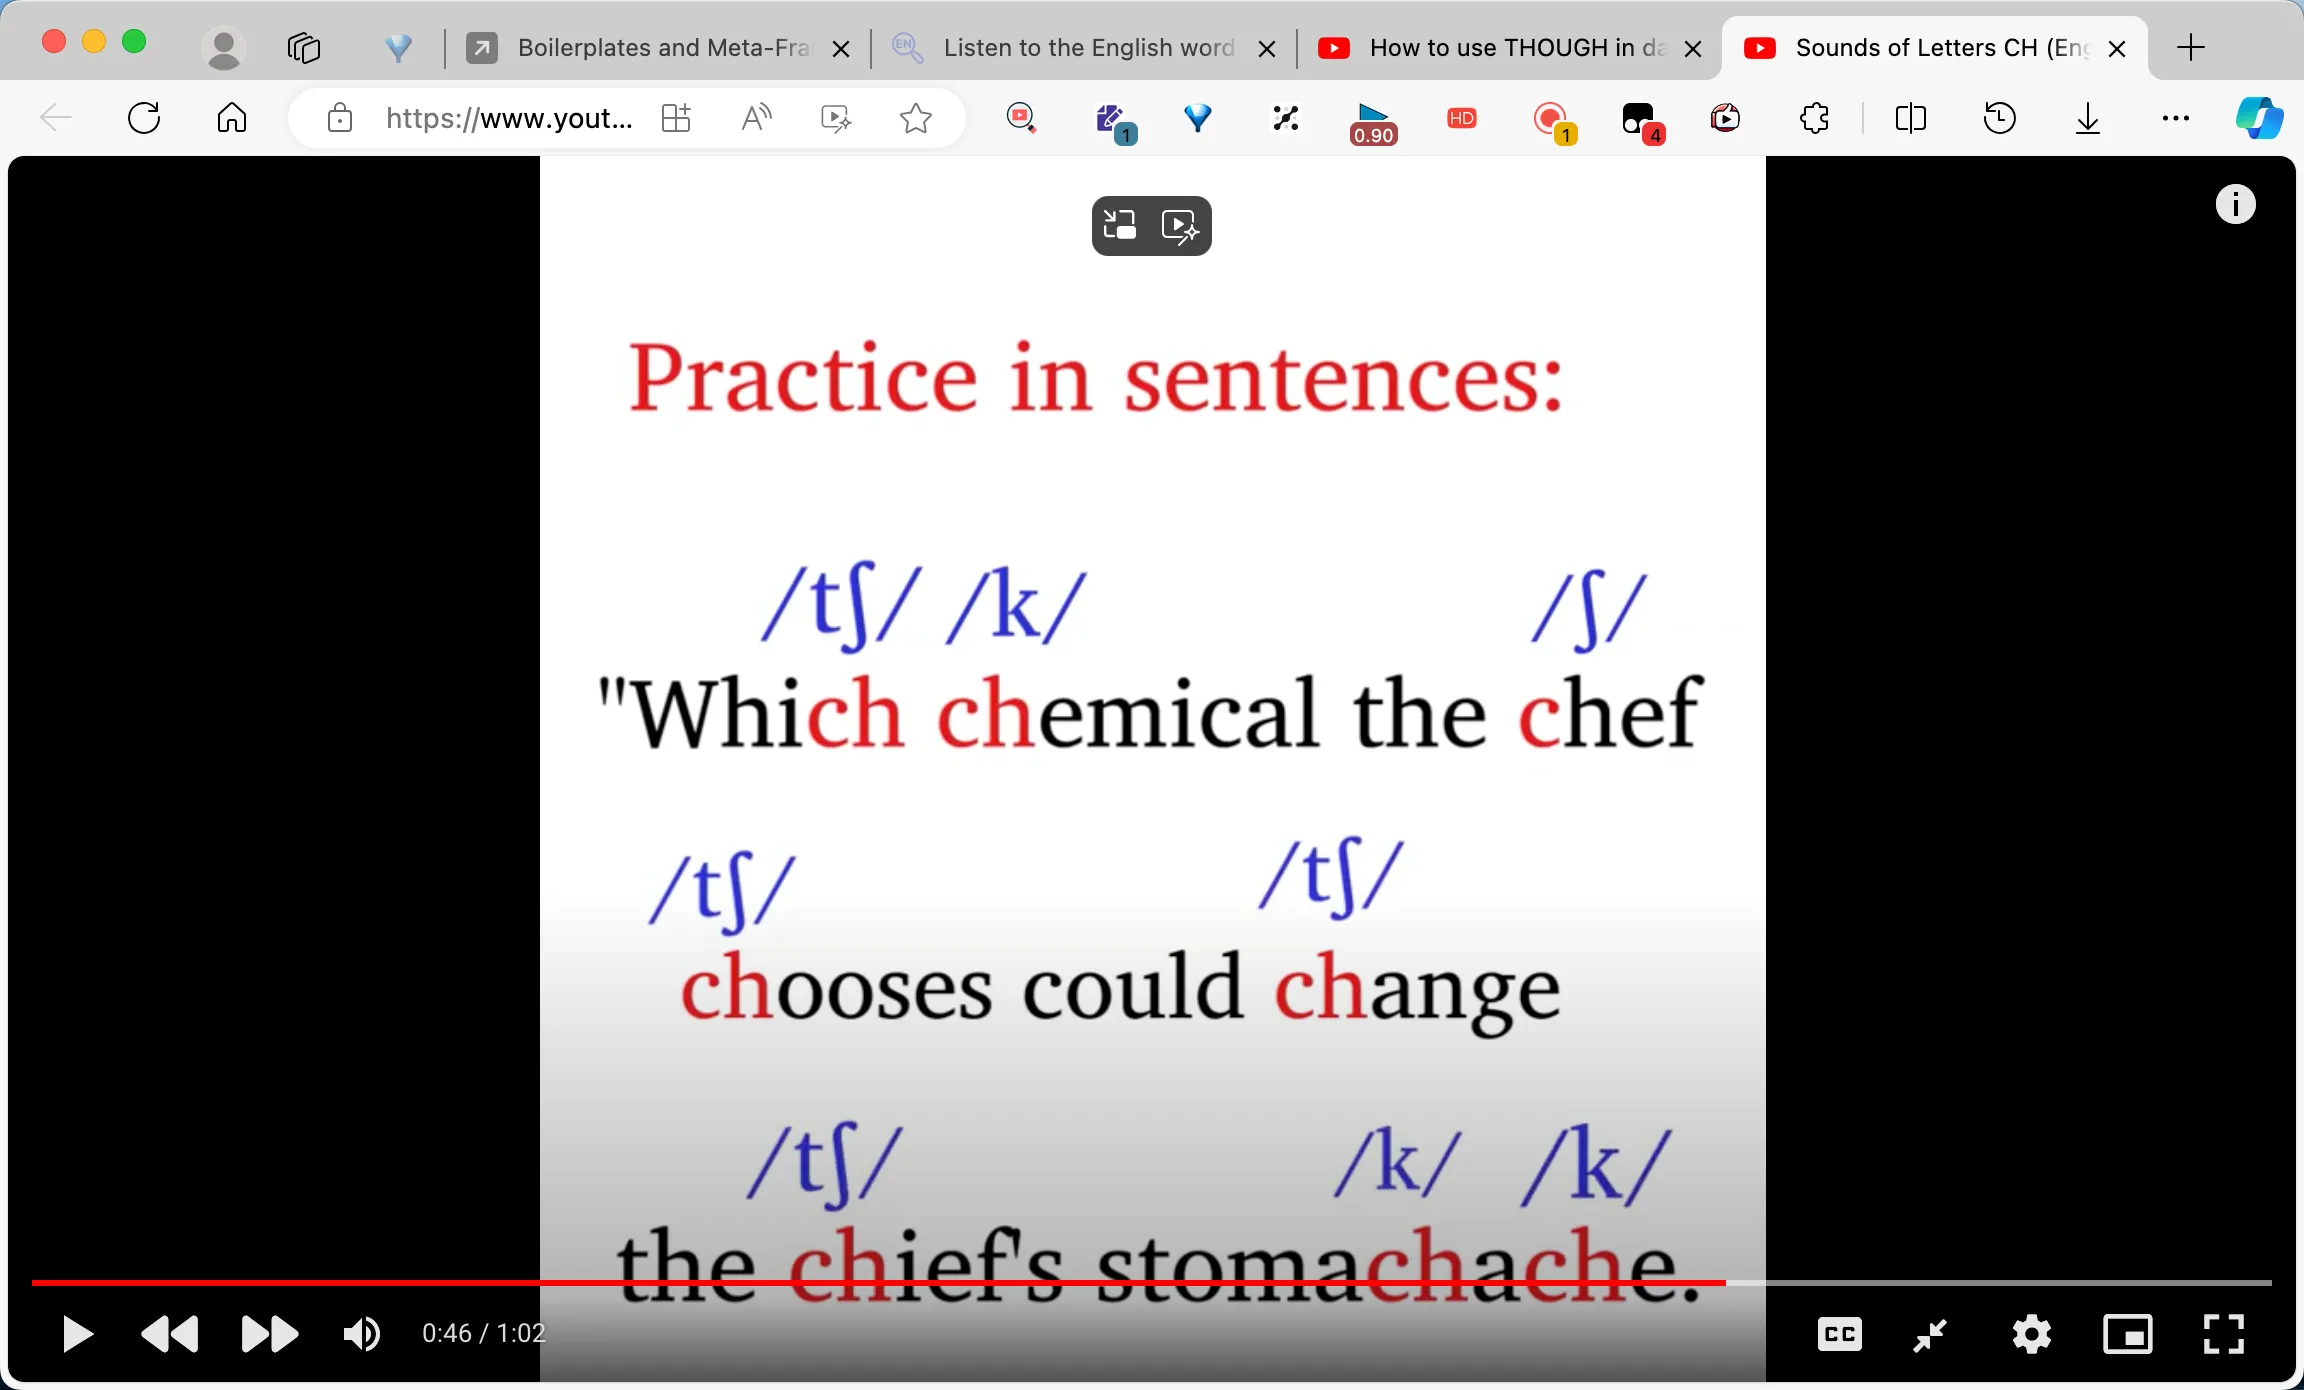 Boilerplates and Meta-Fra
EN
Listen to the English word
How to use THOUGH in da
Sounds of Letters CH (Eng
https://www.yout...
A
1
0.90
HD
1
4
i
Practice in sentences:
/tʃ/ /k/ /ʃ/
"Which chemical the chef
/tʃ/ /tʃ/
chooses could change
/tʃ/ /k/ /k/
the chief's stomachache.
0:46 / 1:02
CC